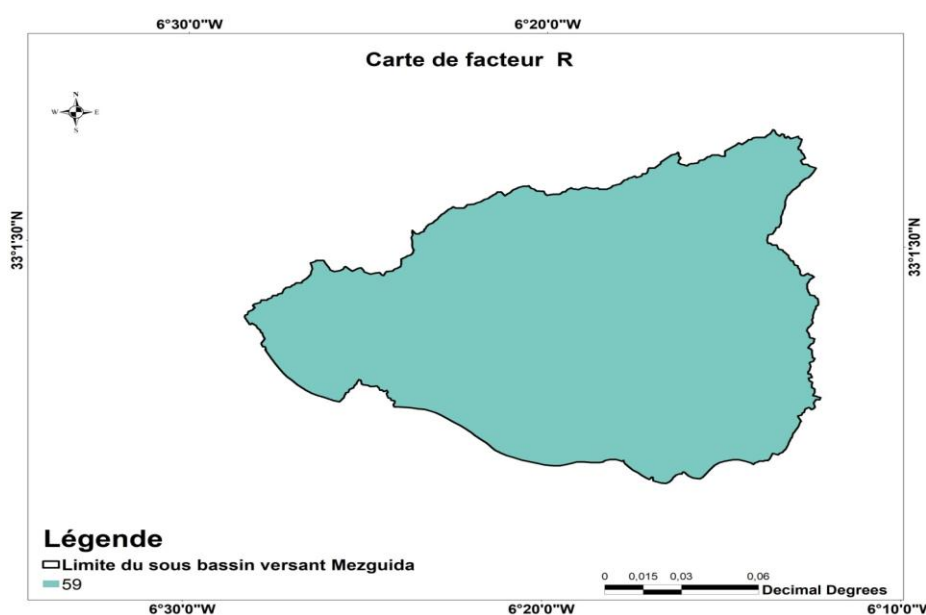 6°30'0"W 6°20'0"W
Carte de facteur R
N
W E
S
33°1'30"N 33°1'30"N
Légende
Limite du sous bassin versant Mezguida
59
0 0,015 0,03 0,06
Decimal Degrees
6°30'0"W 6°20'0"W 6°10'0"W